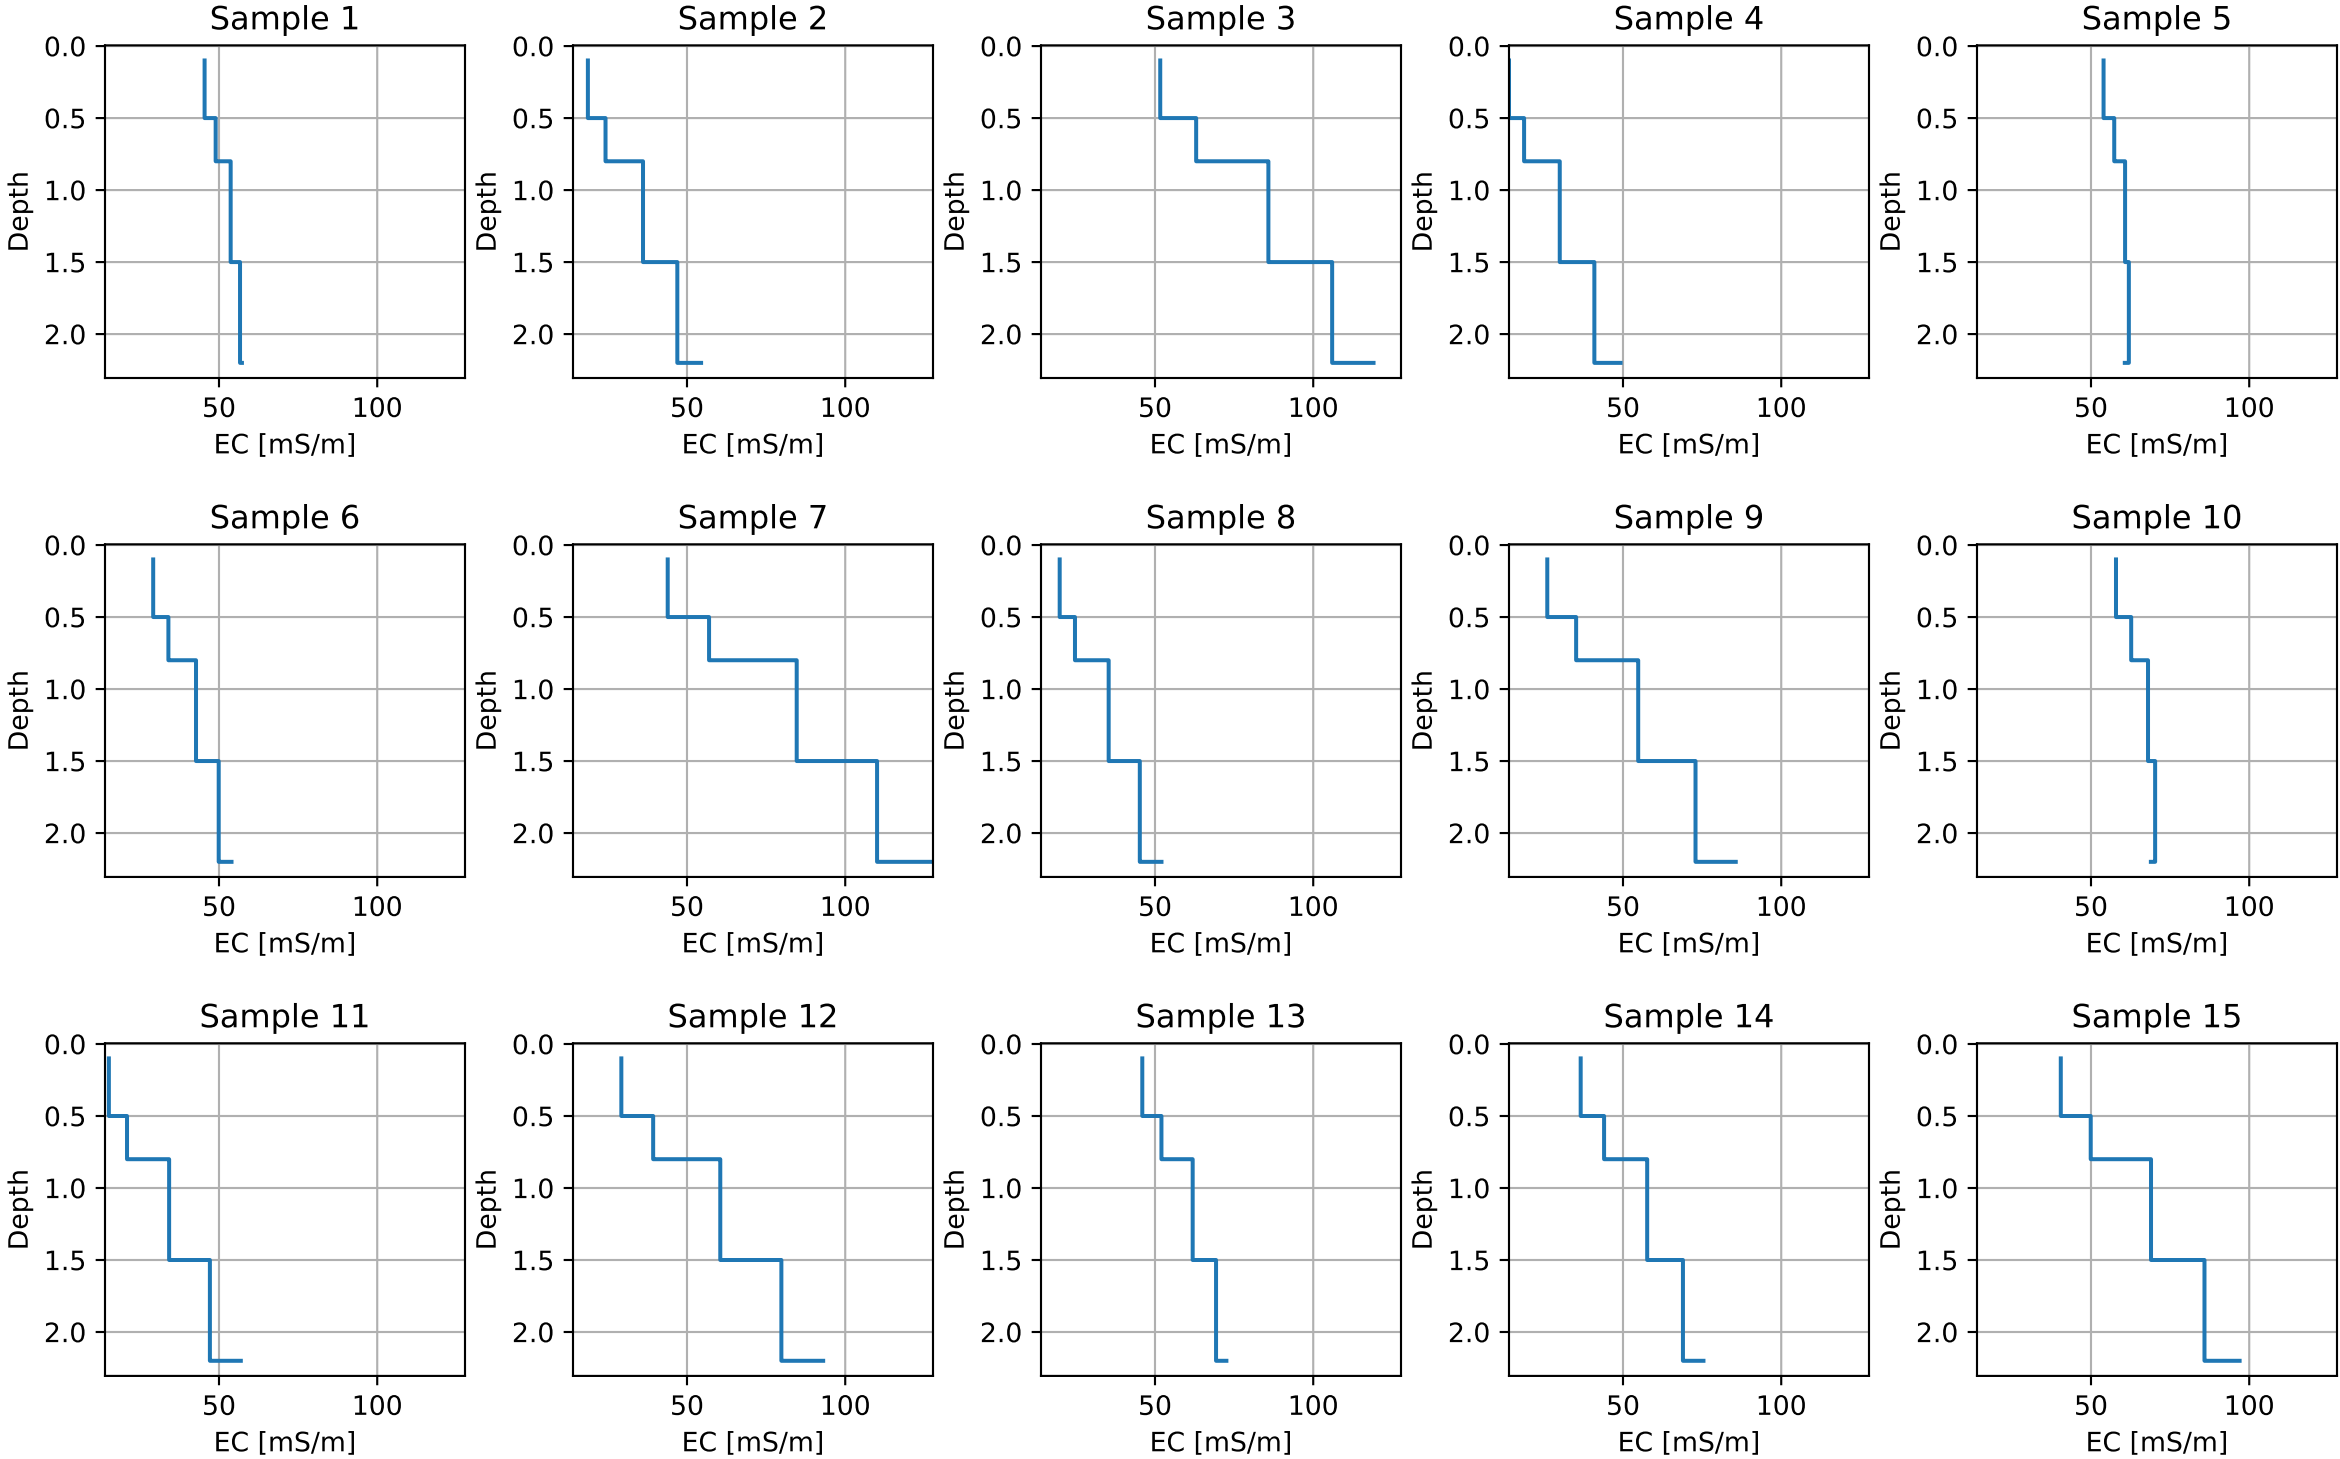 Sample 1
0.0
0.5
1.0
1.5
2.0
Depth
50 100
EC [mS/m]
Sample 2
0.0
0.5
1.0
1.5
2.0
Depth
50 100
EC [mS/m]
Sample 3
0.0
0.5
1.0
1.5
2.0
Depth
50 100
EC [mS/m]
Sample 4
0.0
0.5
1.0
1.5
2.0
Depth
50 100
EC [mS/m]
Sample 5
0.0
0.5
1.0
1.5
2.0
Depth
50 100
EC [mS/m]
Sample 6
0.0
0.5
1.0
1.5
2.0
Depth
50 100
EC [mS/m]
Sample 7
0.0
0.5
1.0
1.5
2.0
Depth
50 100
EC [mS/m]
Sample 8
0.0
0.5
1.0
1.5
2.0
Depth
50 100
EC [mS/m]
Sample 9
0.0
0.5
1.0
1.5
2.0
Depth
50 100
EC [mS/m]
Sample 10
0.0
0.5
1.0
1.5
2.0
Depth
50 100
EC [mS/m]
Sample 11
0.0
0.5
1.0
1.5
2.0
Depth
50 100
EC [mS/m]
Sample 12
0.0
0.5
1.0
1.5
2.0
Depth
50 100
EC [mS/m]
Sample 13
0.0
0.5
1.0
1.5
2.0
Depth
50 100
EC [mS/m]
Sample 14
0.0
0.5
1.0
1.5
2.0
Depth
50 100
EC [mS/m]
Sample 15
0.0
0.5
1.0
1.5
2.0
Depth
50 100
EC [mS/m]